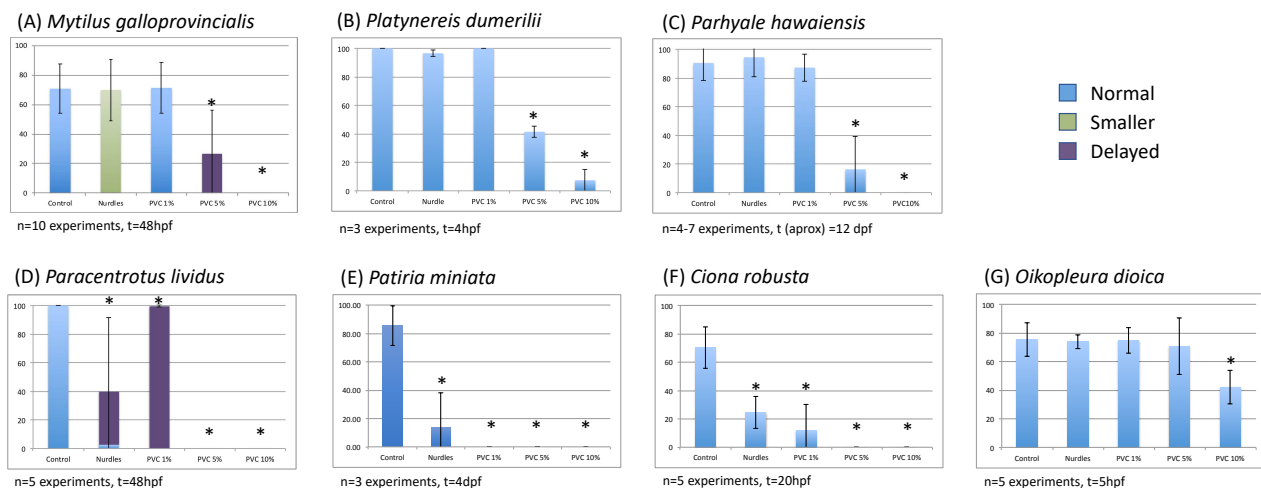 (A) Mytilus galloprovincialis
100
80
60
40
20
0
*
*
Control Nurdles PVC 1% PVC 5% PVC 10%
n=10 experiments, t=48hpf
(B) Platynereis dumerilii
100
80
60
40
20
0
*
*
Control Nurdle PVC 1% PVC 5% PVC 10%
n=3 experiments, t=4hpf
(C) Parhyale hawaiensis
100
80
60
40
20
0
*
*
Control Nurdles PVC 1% PVC 5% PVC10%
n=4-7 experiments, t (aprox) =12 dpf
Normal
Smaller
Delayed
(D) Paracentrotus lividus
100
80
60
40
20
0
* *
* *
Control Nurdles PVC 1% PVC 5% PVC 10%
n=5 experiments, t=48hpf
(E) Patiria miniata
100.00
80.00
60.00
40.00
20.00
0.00
*
* * *
Control Nurdles PVC 1% PVC 5% PVC 10%
n=3 experiments, t=4dpf
(F) Ciona robusta
100
80
60
40
20
0
* *
* *
Control Nurdles PVC 1% PVC 5% PVC 10%
n=5 experiments, t=20hpf
(G) Oikopleura dioica
100
80
60
40
20
0
*
Control Nurdles PVC 1% PVC 5% PVC 10%
n=5 experiments, t=5hpf